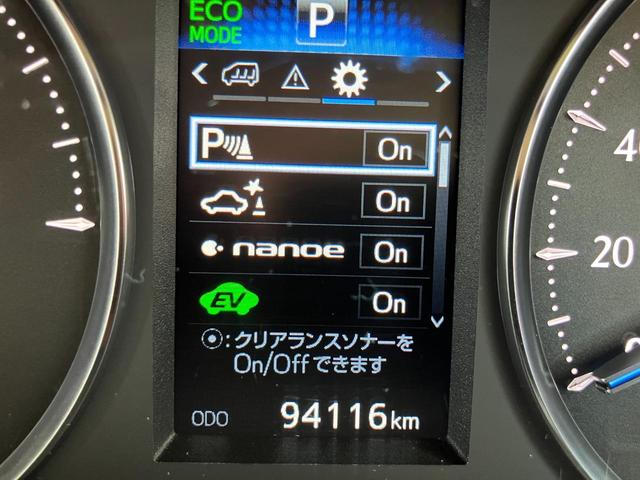 ECO
MODE
P
P On
On
nanoe On
EV On
:クリアランスソナーを
On/Offできます
ODO 94116km
40
20